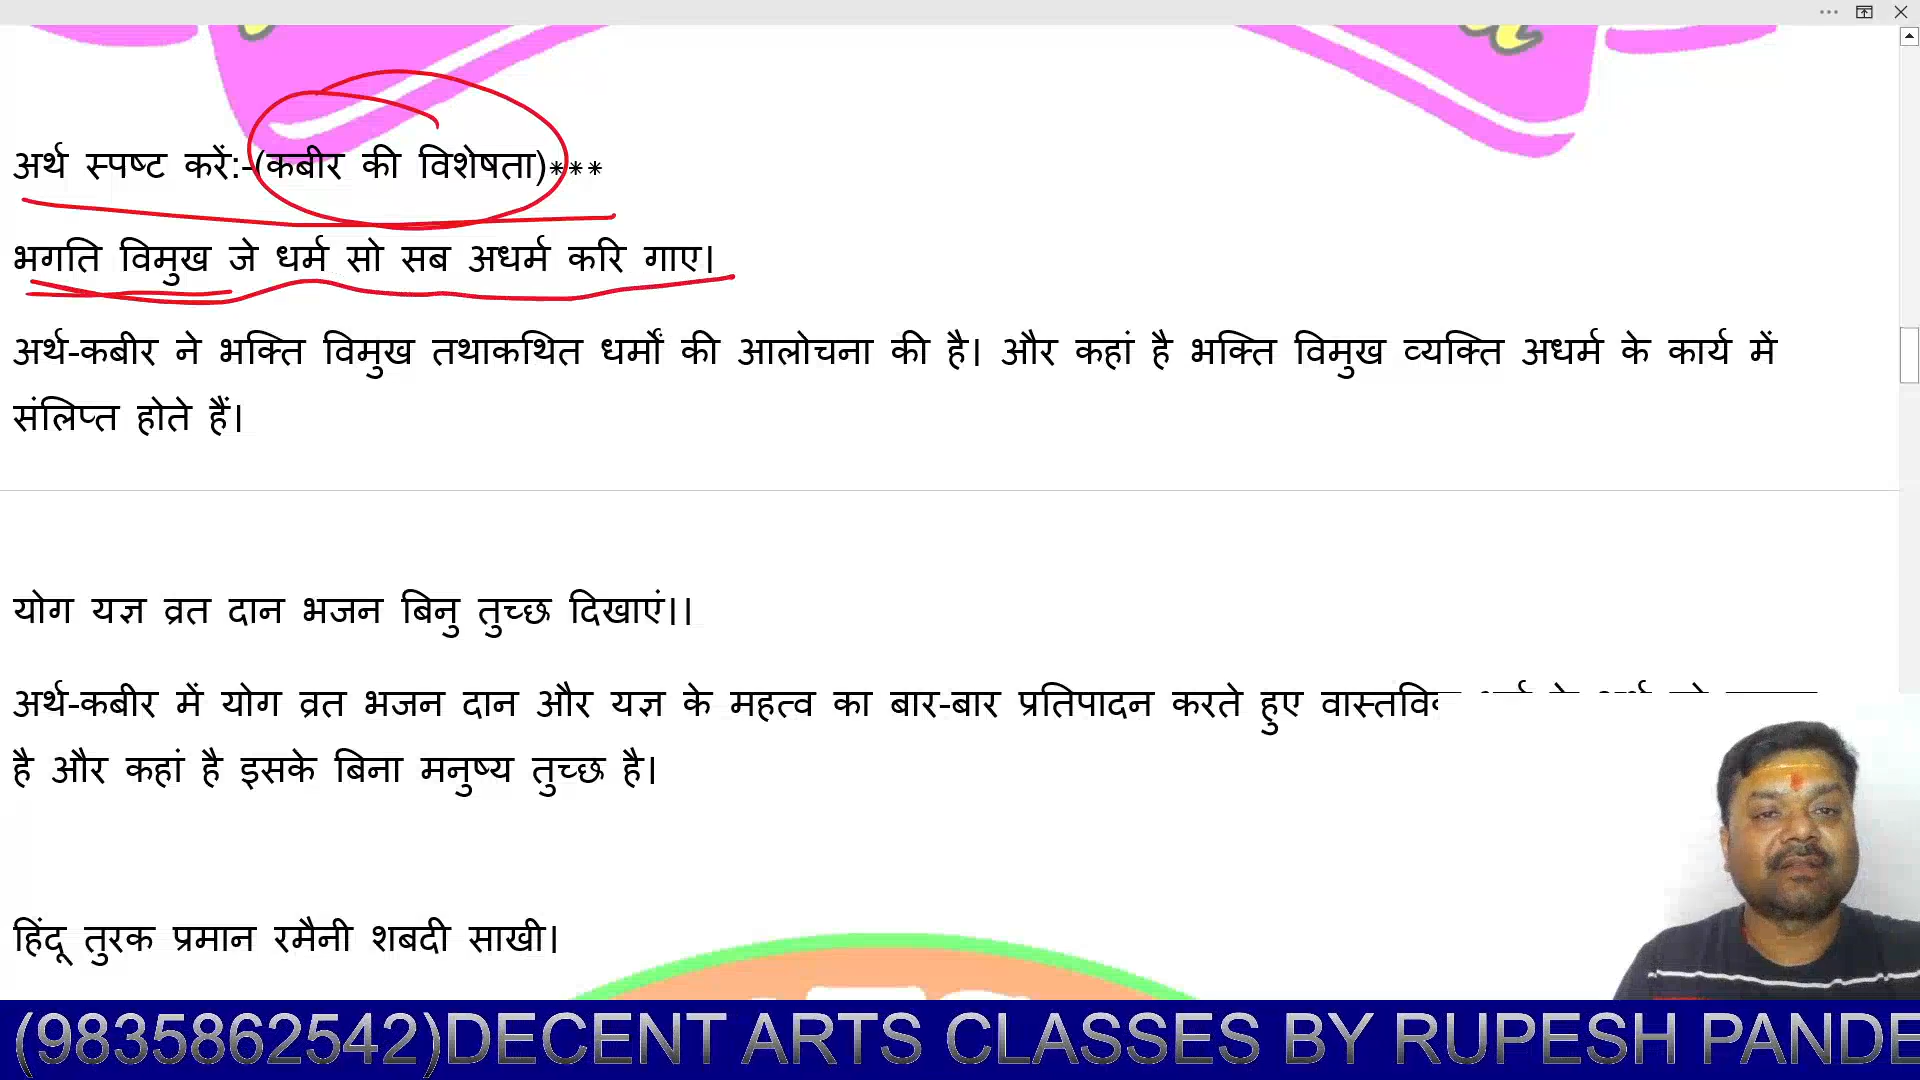 अर्थ स्पष्ट करें:-(कबीर की विशेषता)***
भगति विमुख जे धर्म सो सब अधर्म करि गाए।
अर्थ-कबीर ने भक्ति विमुख तथाकथित धर्मों की आलोचना की है। और कहां है भक्ति विमुख व्यक्ति अधर्म के कार्य में
संलिप्त होते हैं।
योग यज्ञ व्रत दान भजन बिनु तुच्छ दिखाएं।।
अर्थ-कबीर में योग व्रत भजन दान और यज्ञ के महत्व का बार-बार प्रतिपादन करते हुए
है और कहां है इसके बिना मनुष्य तुच्छ है।
हिंदू तुरक प्रमान रमैनी शबदी साखी।
(9835862542)DECENT ARTS CLASSES BY RUPESH PANDE